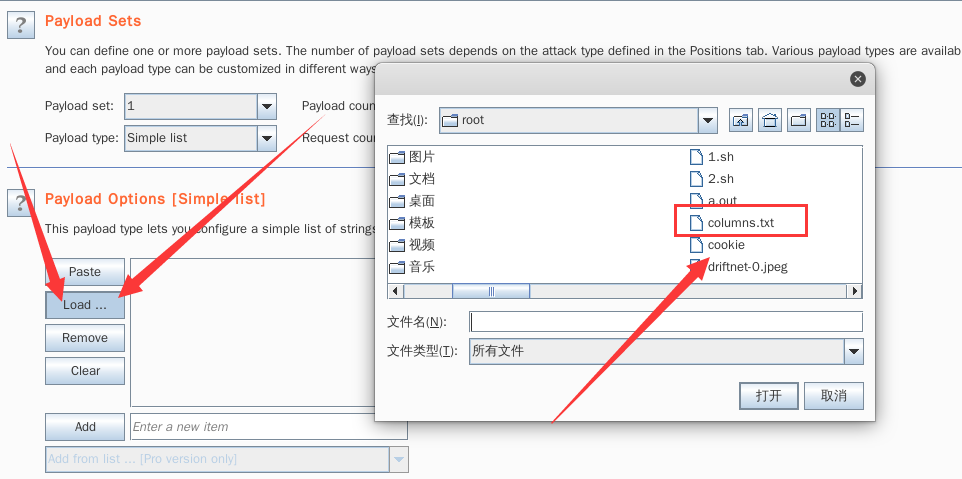 ?
Payload Sets
You can define one or more payload sets. The number of payload sets depends on the attack type defined in the Positions tab. Various payload types are availab
and each payload type can be customized in different ways
Payload set: 1 Payload coun
Payload type: Simple list Request cou
?
Payload Options [Simple list]
This payload type lets you configure a simple list of strings
Paste
Load ...
Remove
Clear
Add Enter a new item
Add from list ... [Pro version only]
查找(I): root
图片
文档
桌面
模板
视频
音乐
1.sh
2.sh
a.out
columns.txt
cookie
driftnet-0.jpeg
文件名(N):
文件类型(T): 所有文件
打开 取消